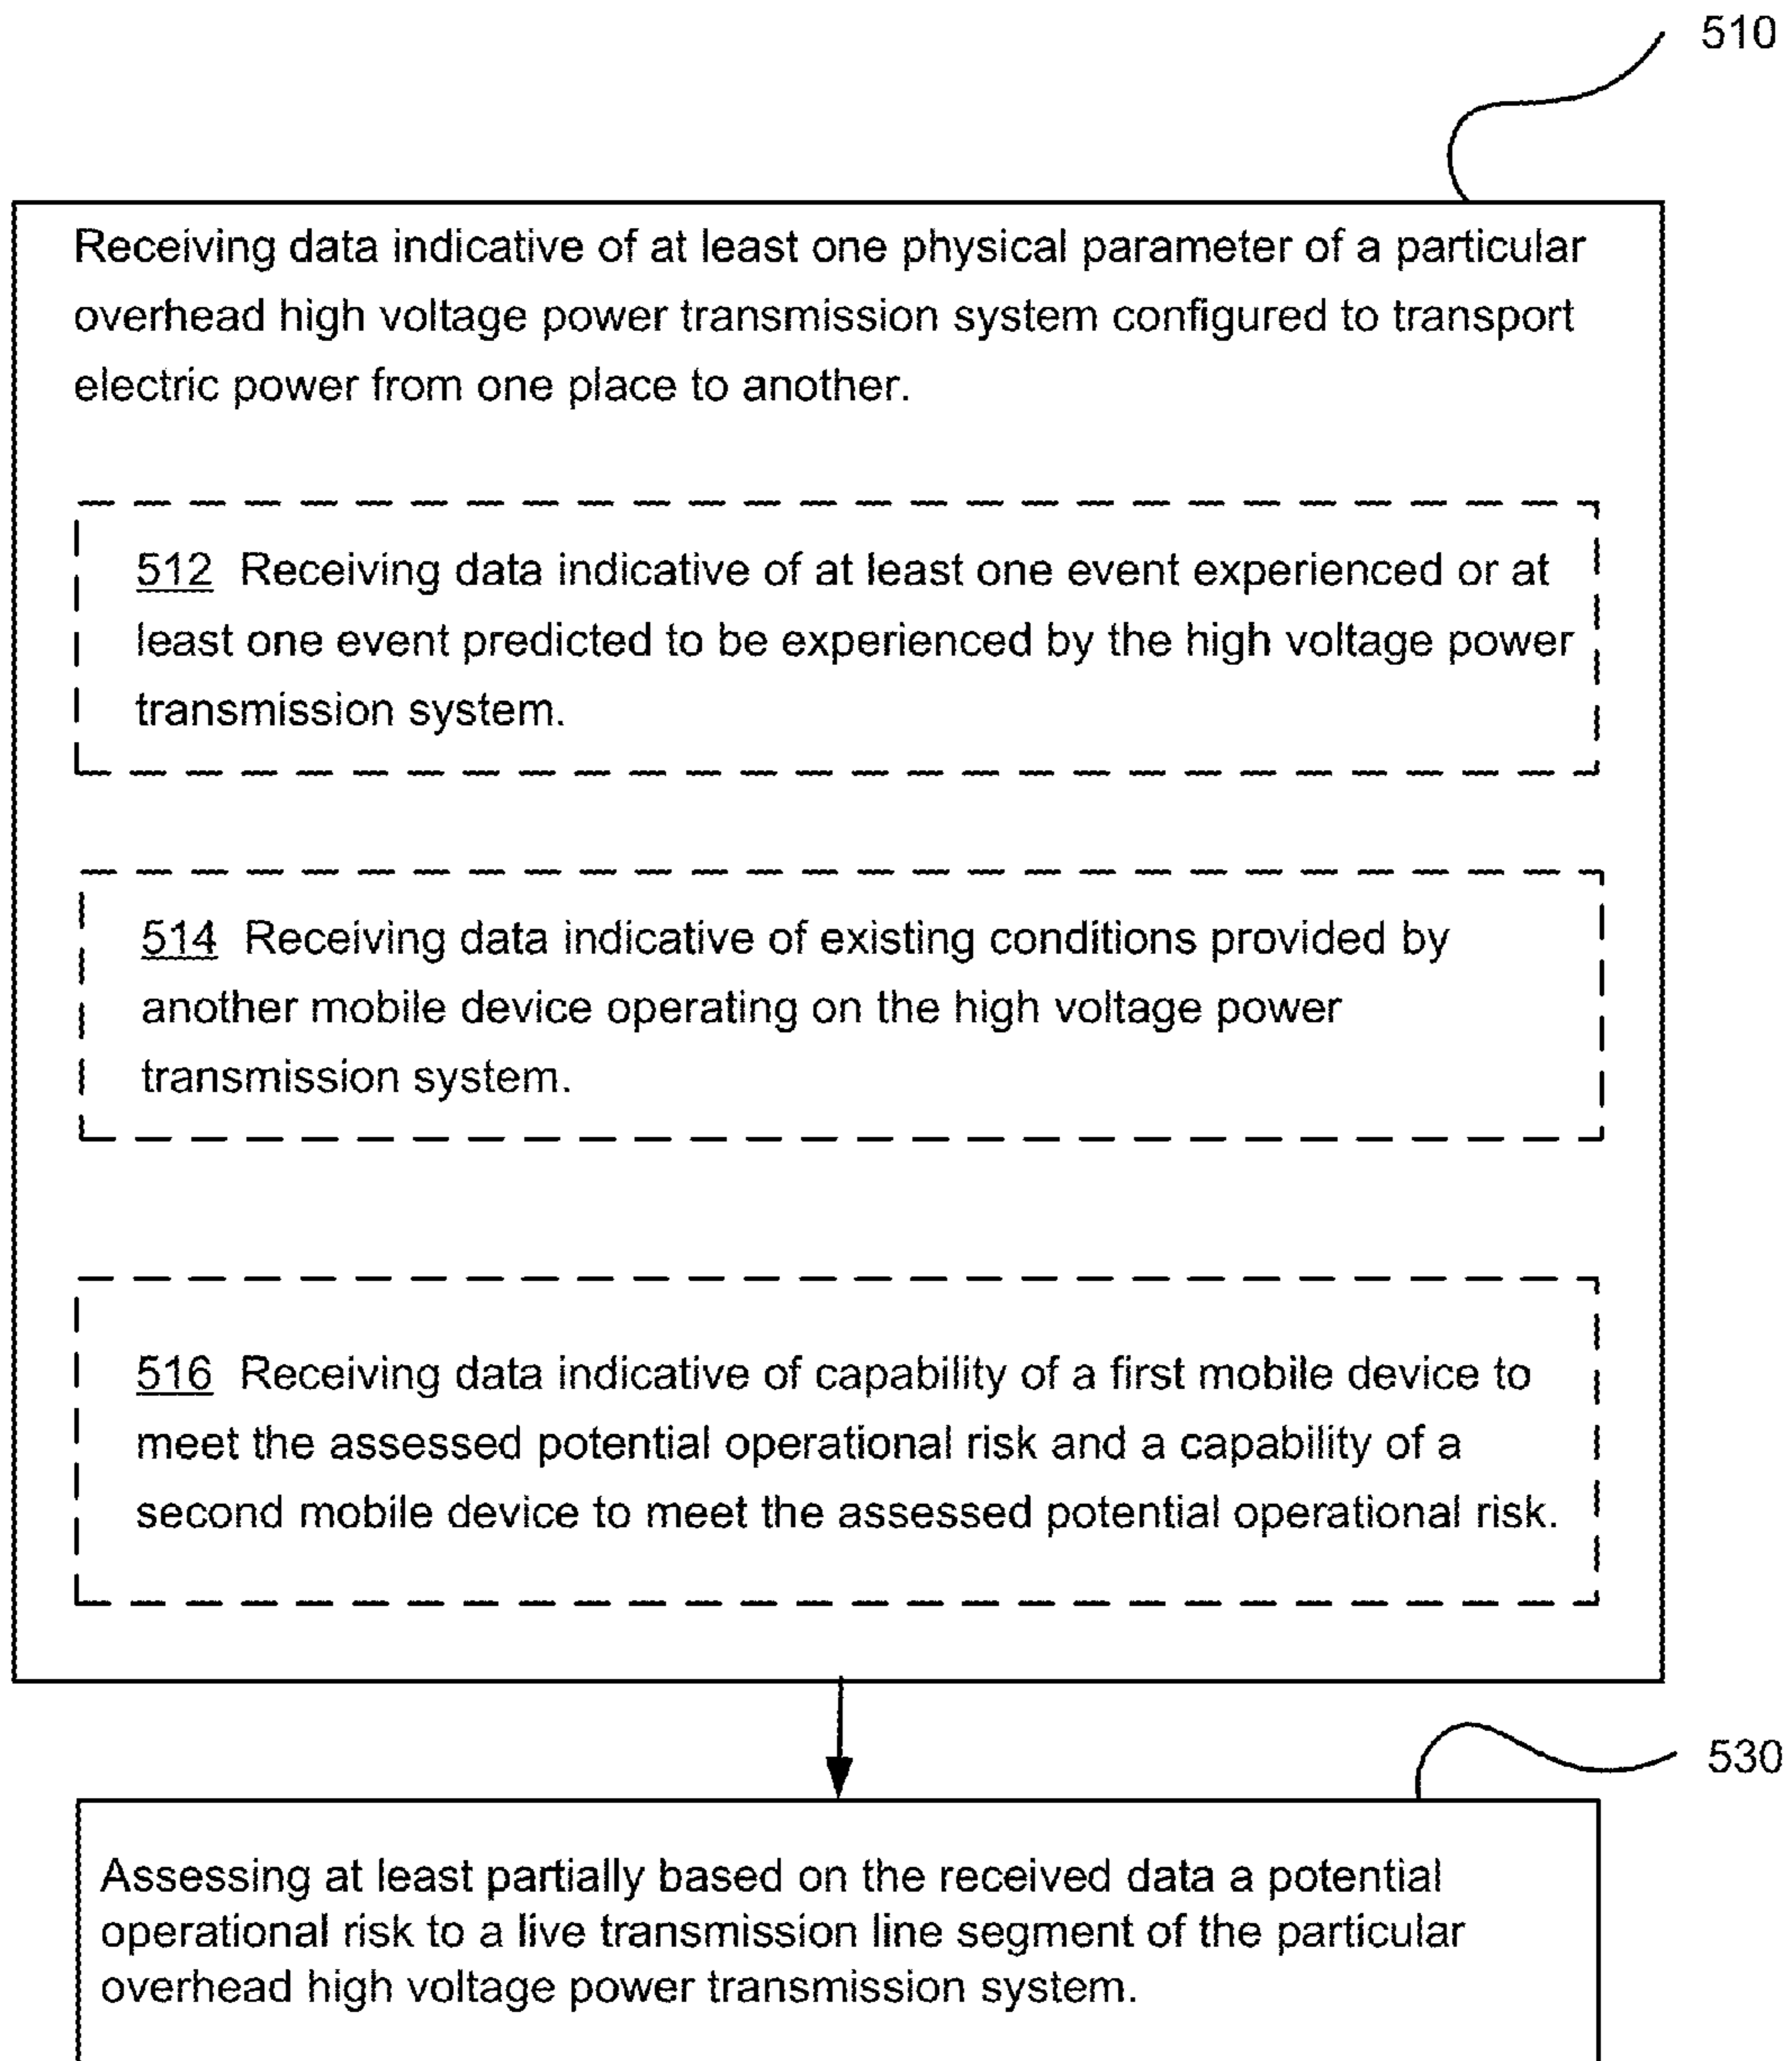 510
Receiving data indicative of at least one physical parameter of a particular
overhead high voltage power transmission system configured to transport
electric power from one place to another.
512 Receiving data indicative of at least one event experienced or at
least one event predicted to be experienced by the high voltage power
transmission system.
514 Receiving data indicative of existing conditions provided by
another mobile device operating on the high voltage power
transmission system.
516 Receiving data indicative of capability of a first mobile device to
meet the assessed potential operational risk and a capability of a
second mobile device to meet the assessed potential operational risk.
530
Assessing at least partially based on the received data a potential
operational risk to a live transmission line segment of the particular
overhead high voltage power transmission system.